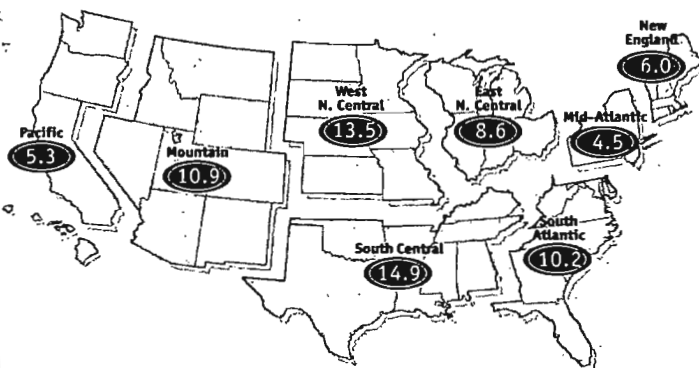 New
England
6.0
West
N. Central
13.5
East
N. Central
8.6
Mid-Atlantic
4.5
Pacific
5.3
Mountain
10.9
South Central
14.9
South
Atlantic
10.2